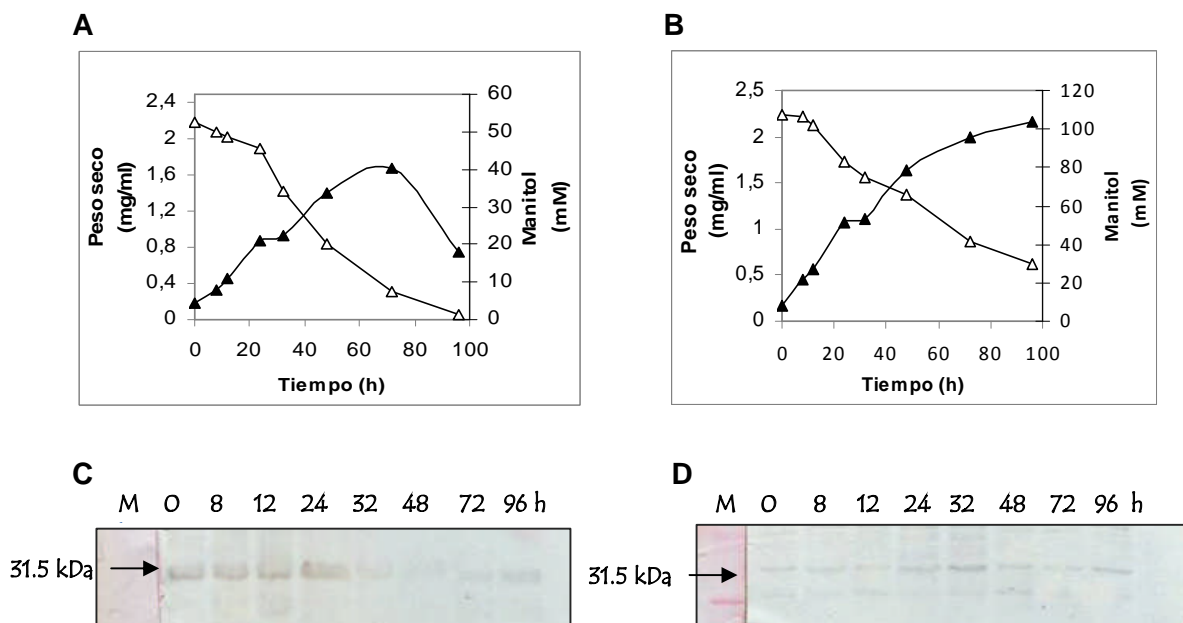 A
B
60
50
40
30
20
10
0
2,4
2
1,6
1,2
0,8
0,4
0
0 20 40 60 80 100
Peso seco
(mg/ml)
Manitol
(mM)
Tiempo (h)
120
100
80
60
40
20
0
2,5
2
1,5
1
0,5
0
0 20 40 60 80 100
Peso seco
(mg/ml)
Manitol
(mM)
Tiempo (h)
C
M 0 8 12 24 32 48 72 96 h
31.5 kDa
D
M 0 8 12 24 32 48 72 96 h
31.5 kDa